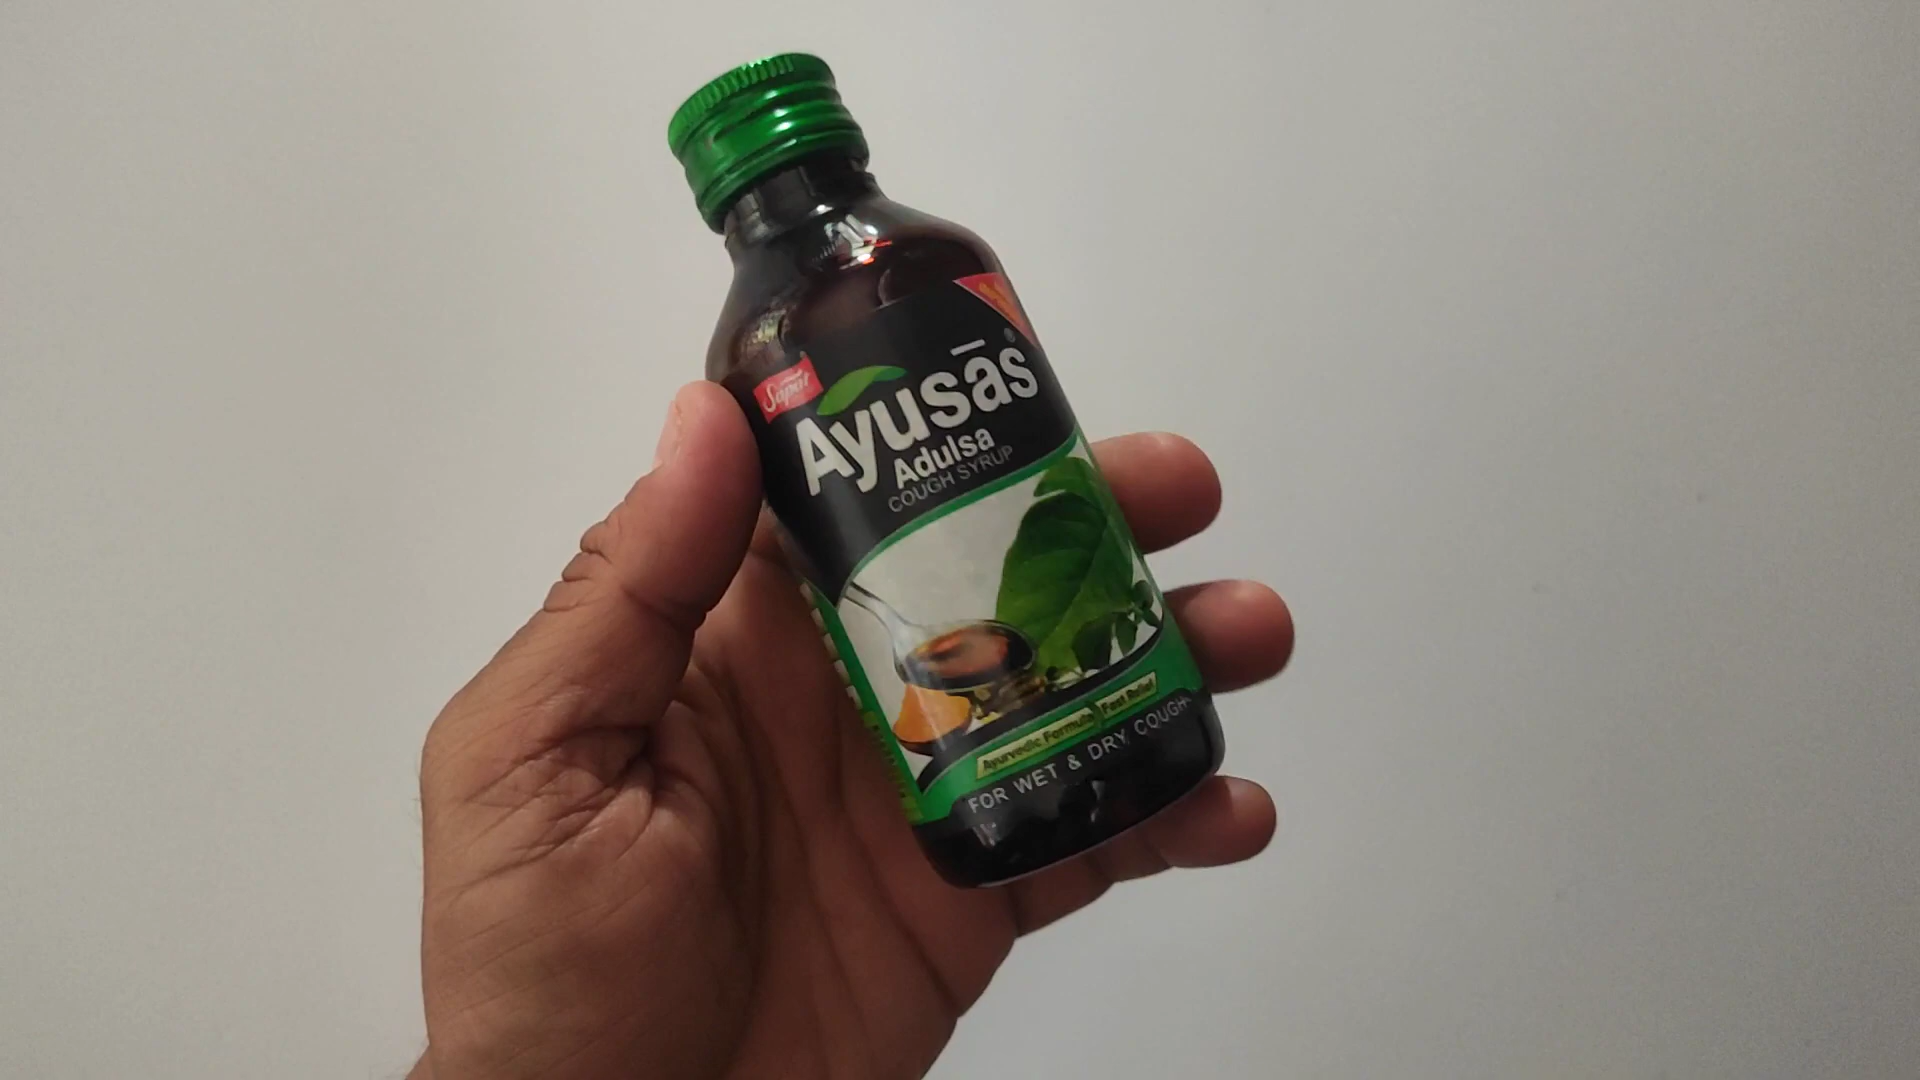 Sapat
Ayusās
Adulsa
COUGH SYRUP
Ayurvedic Formula Fast Relief
FOR WET & DRY COUGH